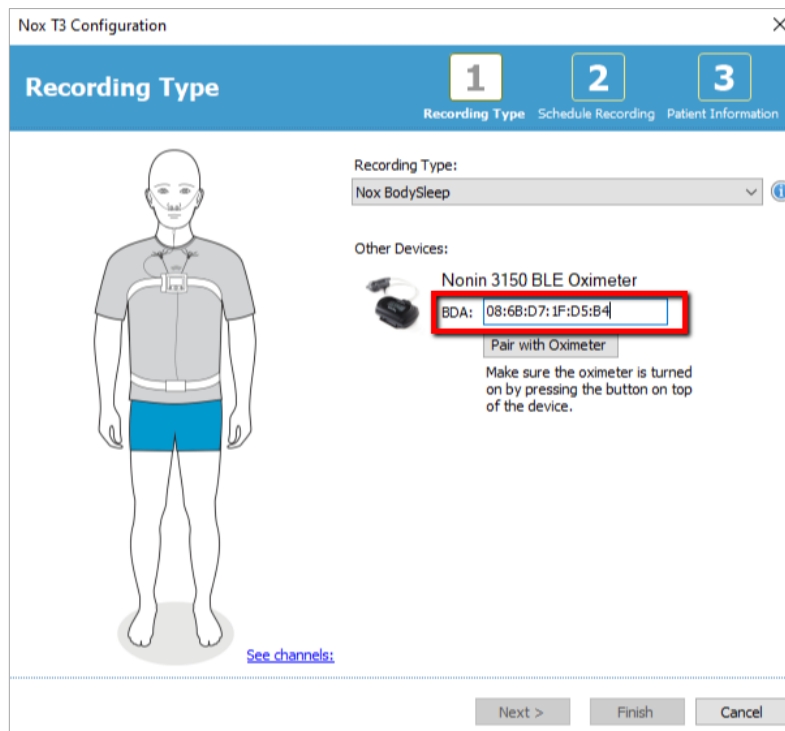 Nox T3 Configuration
Recording Type
1
Recording Type
2
Schedule Recording
3
Patient Information
Recording Type:
Nox BodySleep
Other Devices:
Nonin 3150 BLE Oximeter
BDA: 08:6B:D7:1F:D5:B4
Pair with Oximeter
Make sure the oximeter is turned
on by pressing the button on top
of the device.
See channels:
Next >
Finish
Cancel